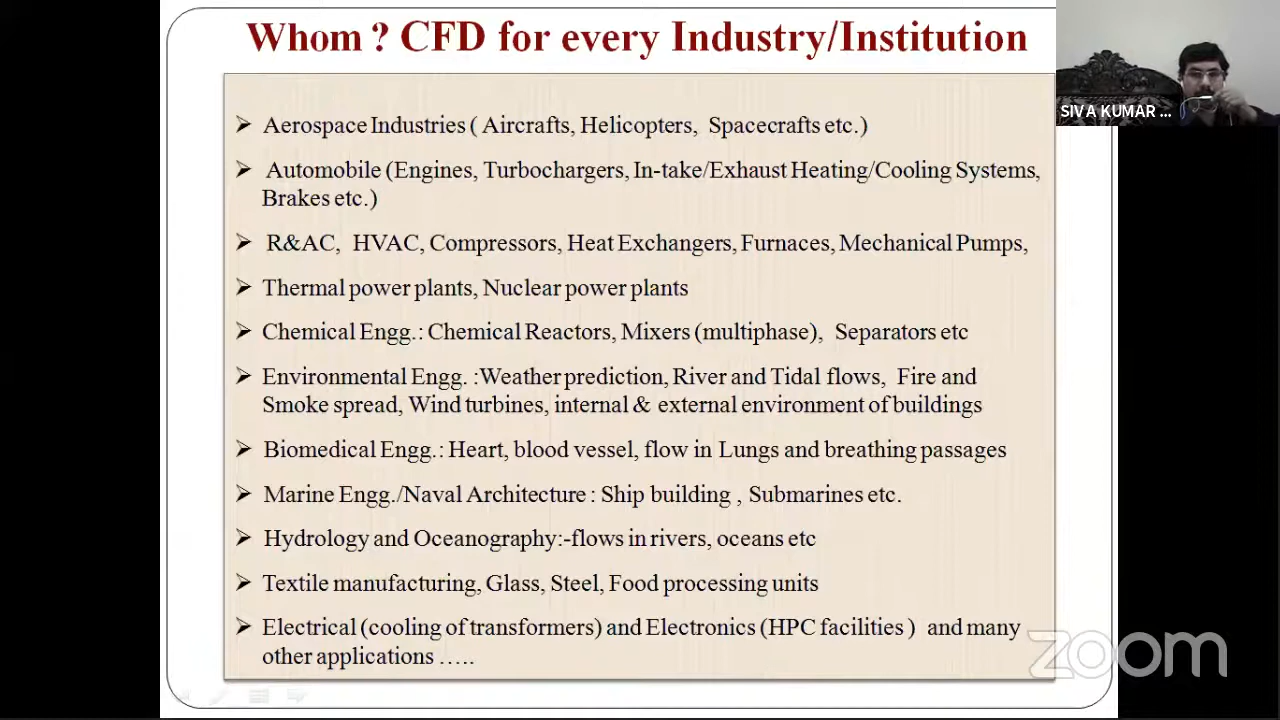 Whom ? CFD for every Industry/Institution
SIVA KUMAR ...
➢ Aerospace Industries ( Aircrafts, Helicopters, Spacecrafts etc.)
➢ Automobile (Engines, Turbochargers, In-take/Exhaust Heating/Cooling Systems,
Brakes etc.)
➢ R&AC, HVAC, Compressors, Heat Exchangers, Furnaces, Mechanical Pumps,
➢ Thermal power plants, Nuclear power plants
➢ Chemical Engg.: Chemical Reactors, Mixers (multiphase), Separators etc
➢ Environmental Engg. :Weather prediction, River and Tidal flows, Fire and
Smoke spread, Wind turbines, internal & external environment of buildings
➢ Biomedical Engg.: Heart, blood vessel, flow in Lungs and breathing passages
➢ Marine Engg./Naval Architecture : Ship building , Submarines etc.
➢ Hydrology and Oceanography:-flows in rivers, oceans etc
➢ Textile manufacturing, Glass, Steel, Food processing units
➢ Electrical (cooling of transformers) and Electronics (HPC facilities ) and many
other applications …..
zoom